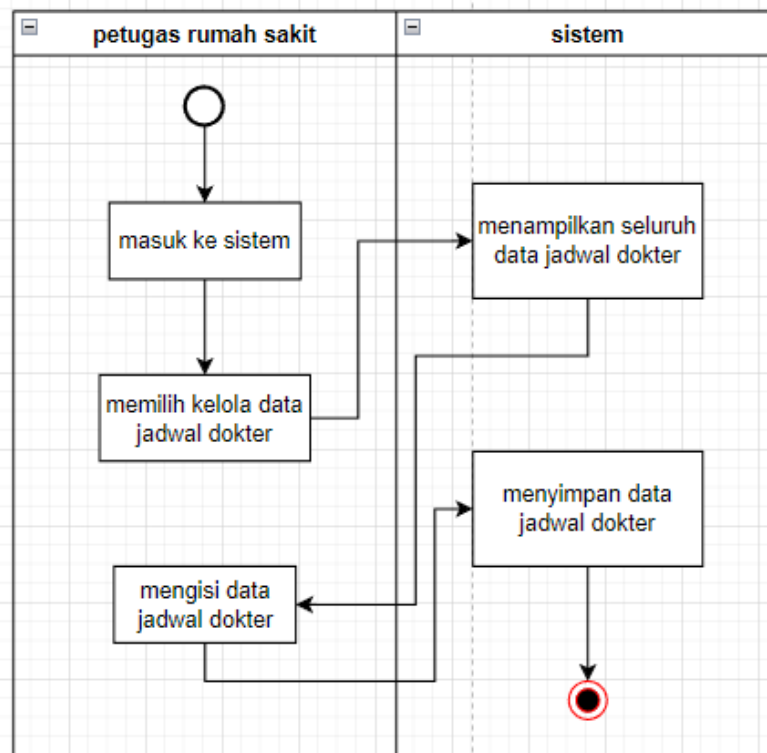 petugas rumah sakit
sistem
masuk ke sistem
menampilkan seluruh
data jadwal dokter
memilih kelola data
jadwal dokter
menyimpan data
jadwal dokter
mengisi data
jadwal dokter